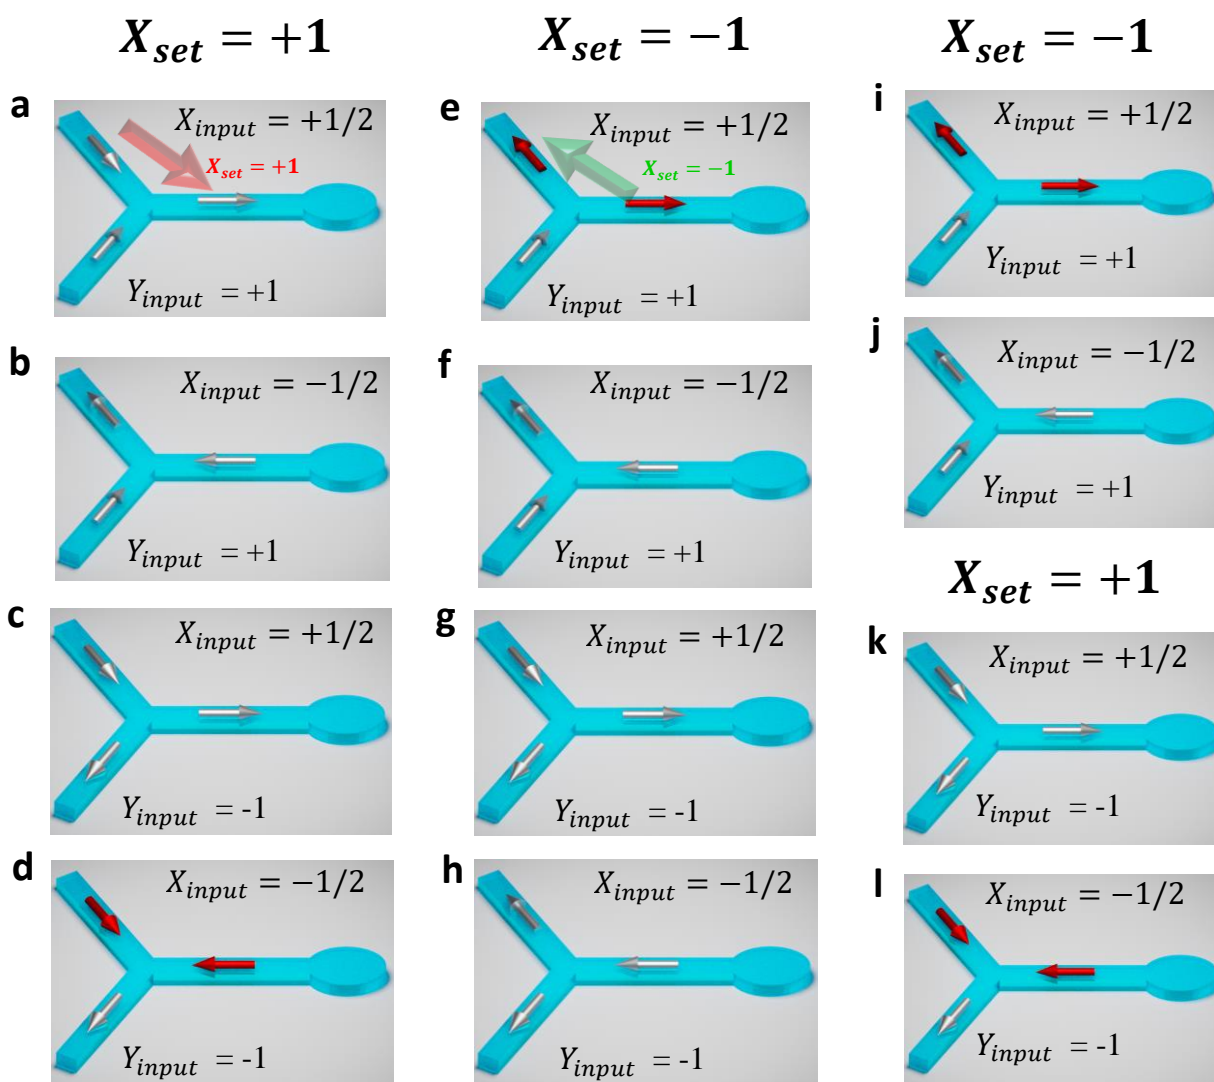 X_set = +1
a
X_input = +1/2
X_set = +1
Y_input = +1
b
X_input = −1/2
Y_input = +1
c
X_input = +1/2
Y_input = -1
d
X_input = −1/2
Y_input = -1
X_set = −1
e
X_input = +1/2
X_set = −1
Y_input = +1
f
X_input = −1/2
Y_input = +1
g
X_input = +1/2
Y_input = -1
h
X_input = −1/2
Y_input = -1
X_set = −1
i
X_input = +1/2
Y_input = +1
j
X_input = −1/2
Y_input = +1
X_set = +1
k
X_input = +1/2
Y_input = -1
l
X_input = −1/2
Y_input = -1